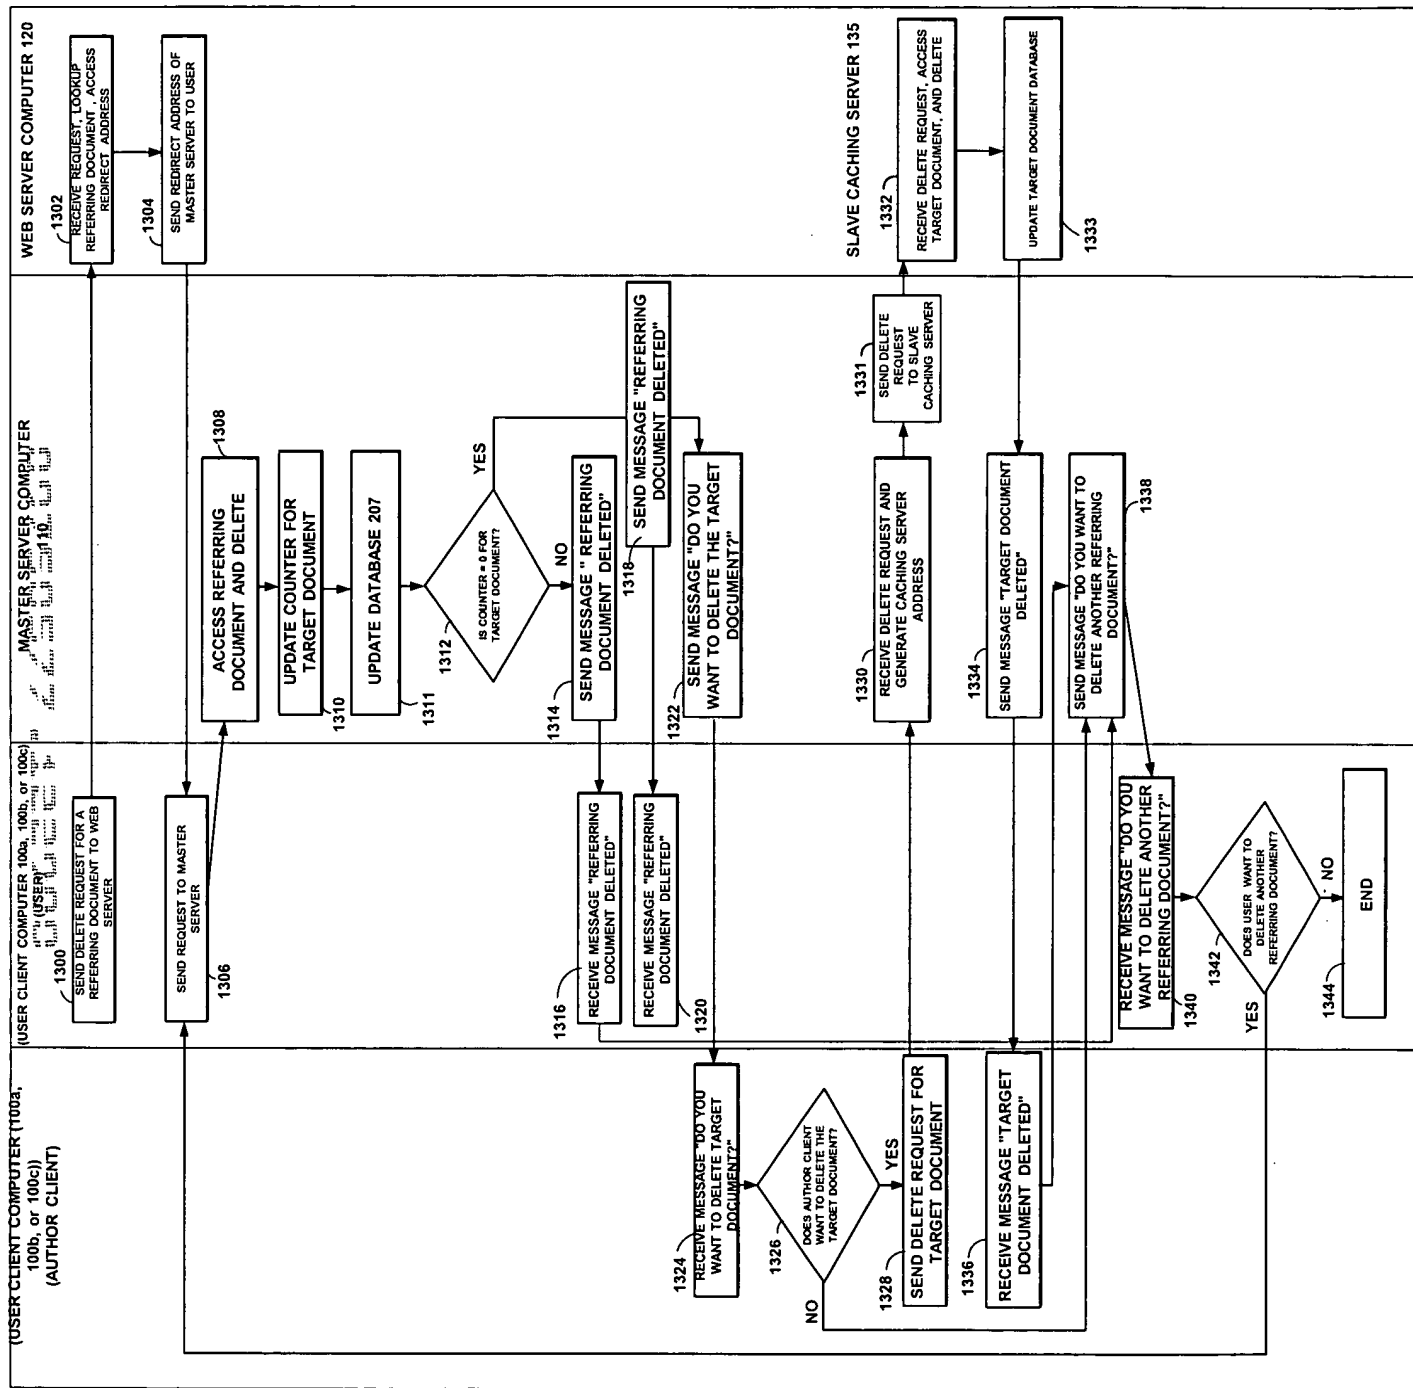 (USER CLIENT COMPUTER (100a,
100b, or 100c))
(AUTHOR CLIENT)
(USER CLIENT COMPUTER 100a, 100b, or 100c)
(USER)
MASTER SERVER COMPUTER
110
WEB SERVER COMPUTER 120
1300
SEND DELETE REQUEST FOR A
REFERRING DOCUMENT TO WEB
SERVER
1302
RECEIVE REQUEST, LOOKUP
REFERRING DOCUMENT , ACCESS
REDIRECT ADDRESS
1304
SEND REDIRECT ADDRESS OF
MASTER SERVER TO USER
SEND REQUEST TO MASTER
SERVER
1306
1308
ACCESS REFERRING
DOCUMENT AND DELETE
UPDATE COUNTER FOR
TARGET DOCUMENT
1310
UPDATE DATABASE 207
1311
IS COUNTER = 0 FOR
TARGET DOCUMENT?
1312
YES
NO
1314
SEND MESSAGE " REFERRING
DOCUMENT DELETED"
1316
RECEIVE MESSAGE "REFERRING
DOCUMENT DELETED"
1318
SEND MESSAGE "REFERRING
DOCUMENT DELETED"
RECEIVE MESSAGE "REFERRING
DOCUMENT DELETED"
1320
1322
SEND MESSAGE "DO YOU
WANT TO DELETE THE TARGET
DOCUMENT?"
1324
RECEIVE MESSAGE "DO YOU
WANT TO DELETE TARGET
DOCUMENT?"
1326
DOES AUTHOR CLIENT
WANT TO DELETE THE
TARGET DOCUMENT?
NO
YES
1328
SEND DELETE REQUEST FOR
TARGET DOCUMENT
1330
RECEIVE DELETE REQUEST AND
GENERATE CACHING SERVER
ADDRESS
1331
SEND DELETE
REQUEST
TO SLAVE
CACHING SERVER
SLAVE CACHING SERVER 135
1332
RECEIVE DELETE REQUEST, ACCESS
TARGET DOCUMENT, AND DELETE
UPDATE TARGET DOCUMENT DATABASE
1333
1334
SEND MESSAGE "TARGET DOCUMENT
DELETED"
1336
RECEIVE MESSAGE "TARGET
DOCUMENT DELETED"
SEND MESSAGE "DO YOU WANT TO
DELETE ANOTHER REFERRING
DOCUMENT?"
1338
RECEIVE MESSAGE "DO YOU
WANT TO DELETE ANOTHER
REFERRING DOCUMENT?"
1340
1342
DOES USER WANT TO
DELETE ANOTHER
REFERRING DOCUMENT?
YES
NO
1344
END